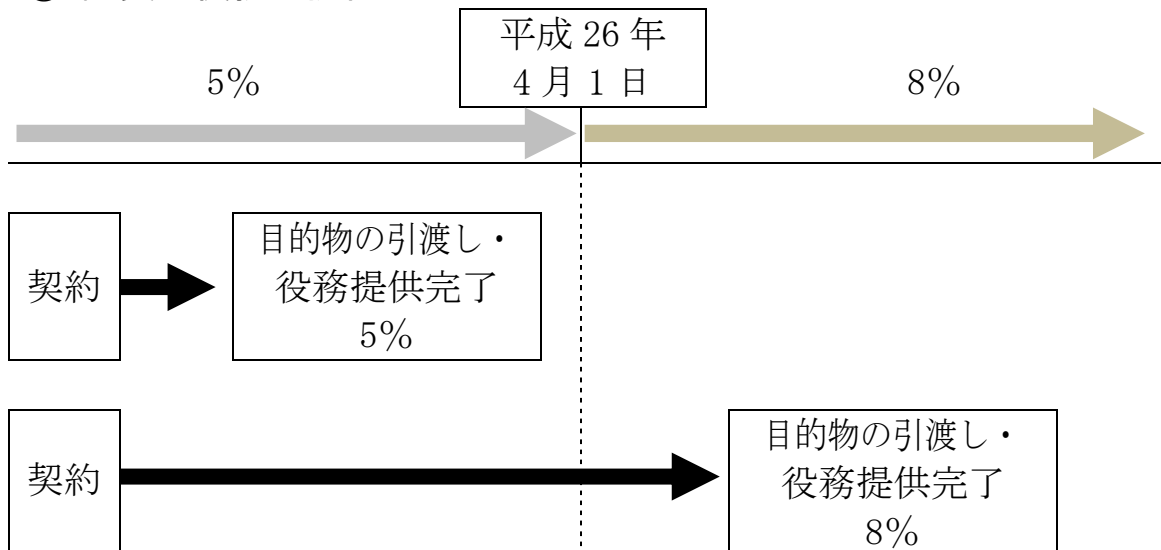 平成 26 年
4 月 1 日
5%
8%
契約
目的物の引渡し・
役務提供完了
5%
契約
目的物の引渡し・
役務提供完了
8%